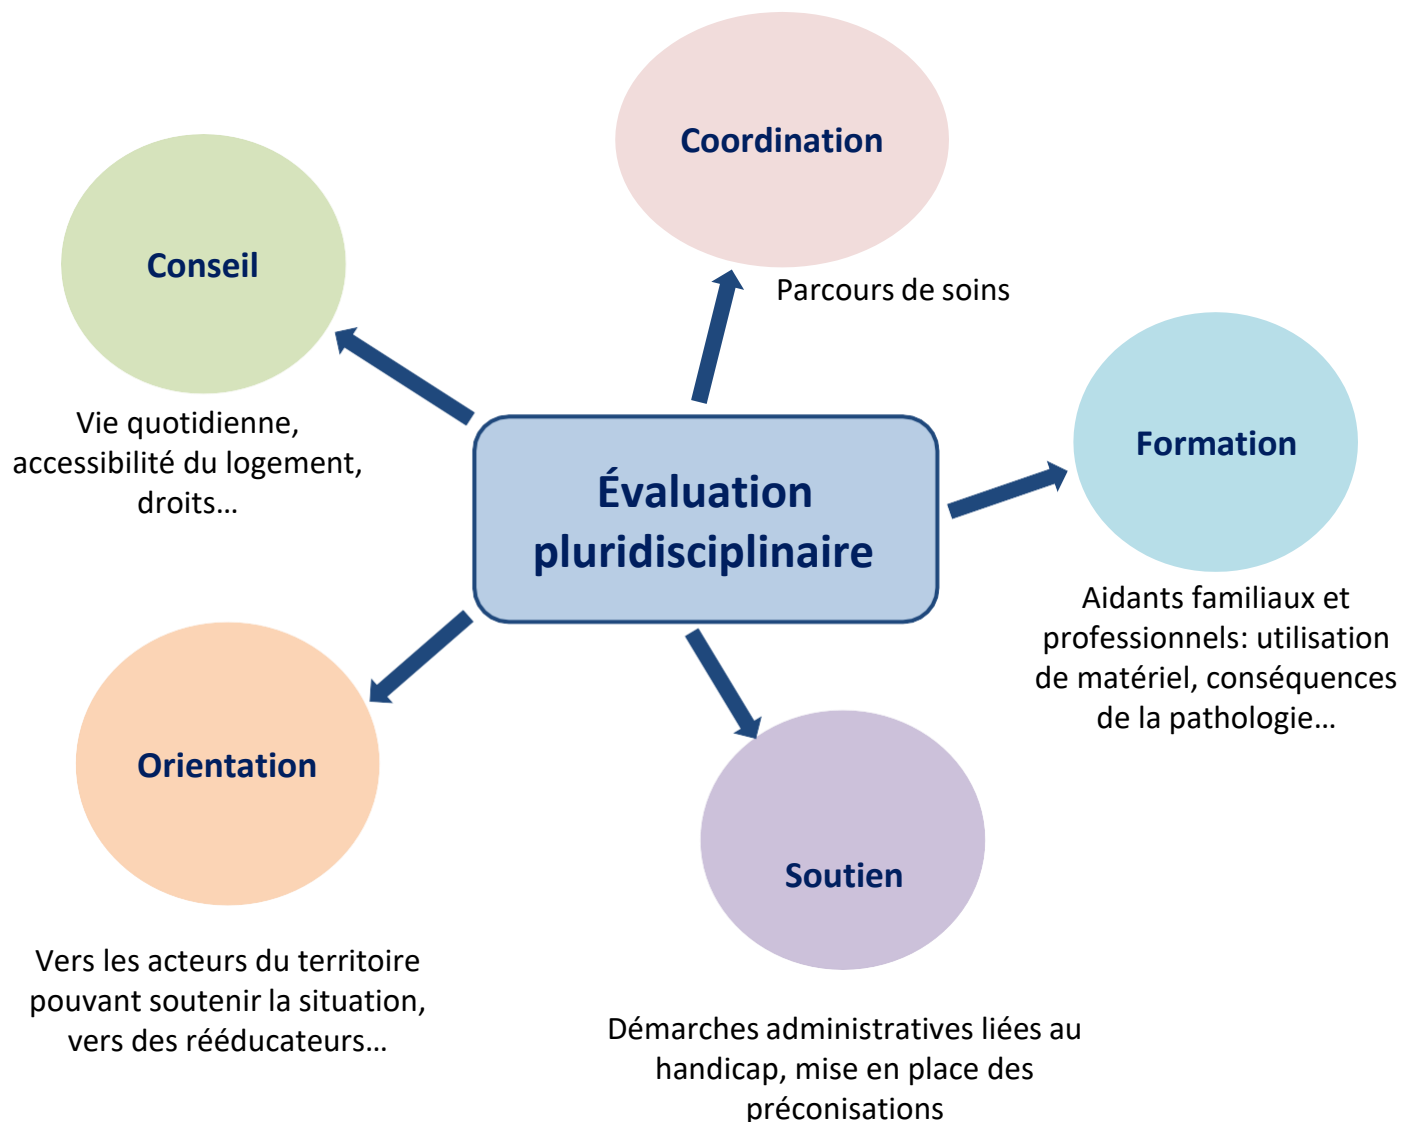 Coordination
Parcours de soins
Conseil
Vie quotidienne,
accessibilité du logement,
droits…
Formation
Aidants familiaux et
professionnels: utilisation
de matériel, conséquences
de la pathologie…
Évaluation
pluridisciplinaire
Orientation
Vers les acteurs du territoire
pouvant soutenir la situation,
vers des rééducateurs…
Soutien
Démarches administratives liées au
handicap, mise en place des
préconisations